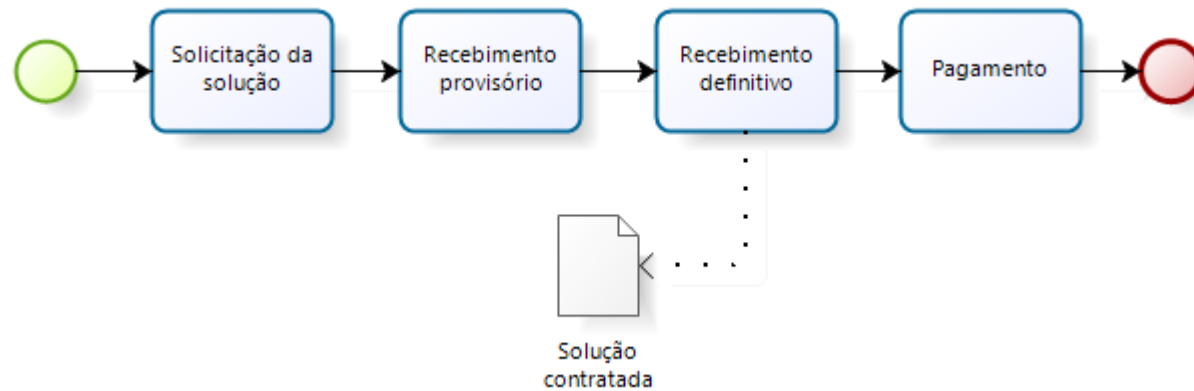 Solicitação da
solução
Recebimento
provisório
Recebimento
definitivo
Pagamento
Solução
contratada